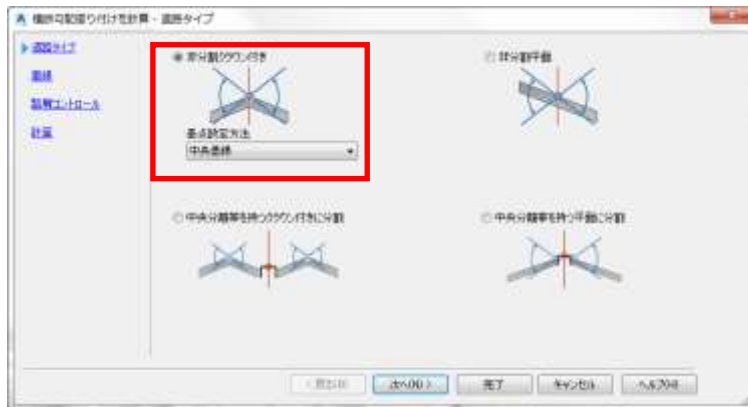 横断勾配擦り付けを計算 - 道路タイプ
道路タイプ
車線
路肩コントロール
計算
非分割クラウン付き
基点設定方法
中央基線
非分割平面
中央分離帯を持つクラウン付きに分割
中央分離帯を持つ平面に分割
次へ(N) >
完了
キャンセル
ヘルプ(H)